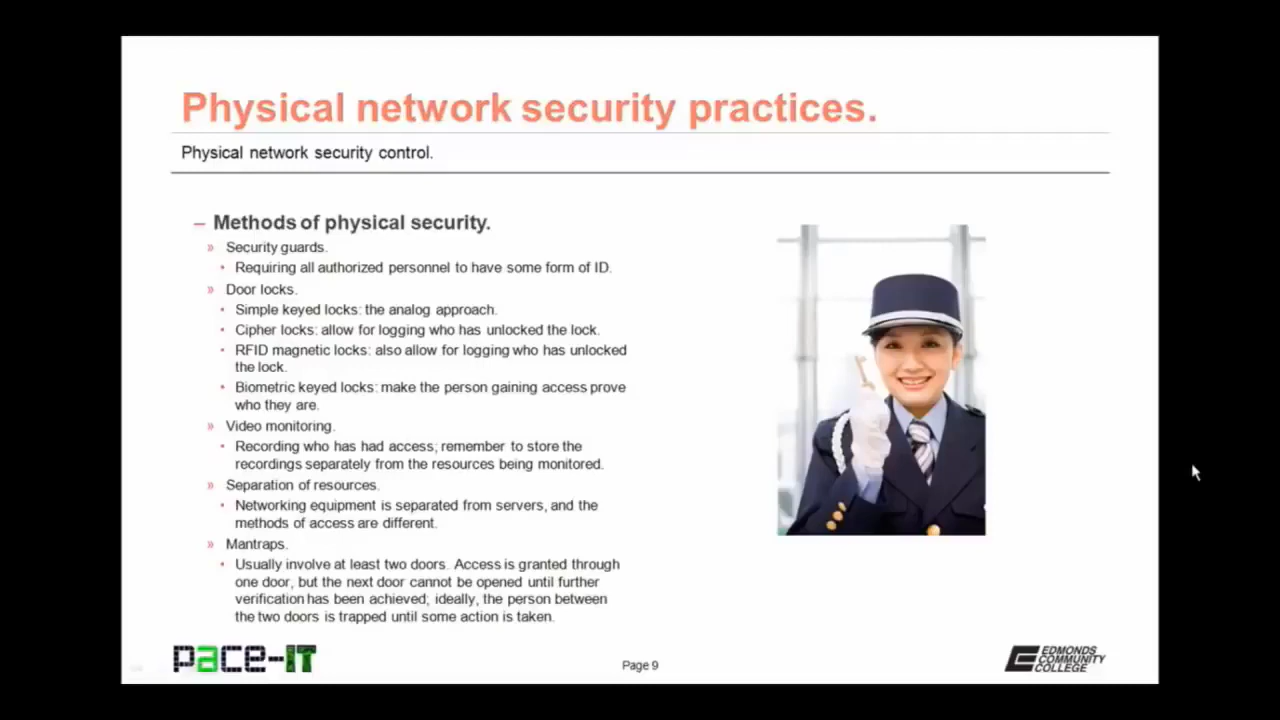 Physical network security practices.
Physical network security control.
– Methods of physical security.
» Security guards.
• Requiring all authorized personnel to have some form of ID.
» Door locks.
• Simple keyed locks: the analog approach.
• Cipher locks: allow for logging who has unlocked the lock.
• RFID magnetic locks: also allow for logging who has unlocked
the lock.
• Biometric keyed locks: make the person gaining access prove
who they are.
» Video monitoring.
• Recording who has had access; remember to store the
recordings separately from the resources being monitored.
» Separation of resources.
• Networking equipment is separated from servers, and the
methods of access are different.
» Mantraps.
• Usually involve at least two doors. Access is granted through
one door, but the next door cannot be opened until further
verification has been achieved; ideally, the person between
the two doors is trapped until some action is taken.
pace-IT
Page 9
EDMONDS
COMMUNITY
COLLEGE